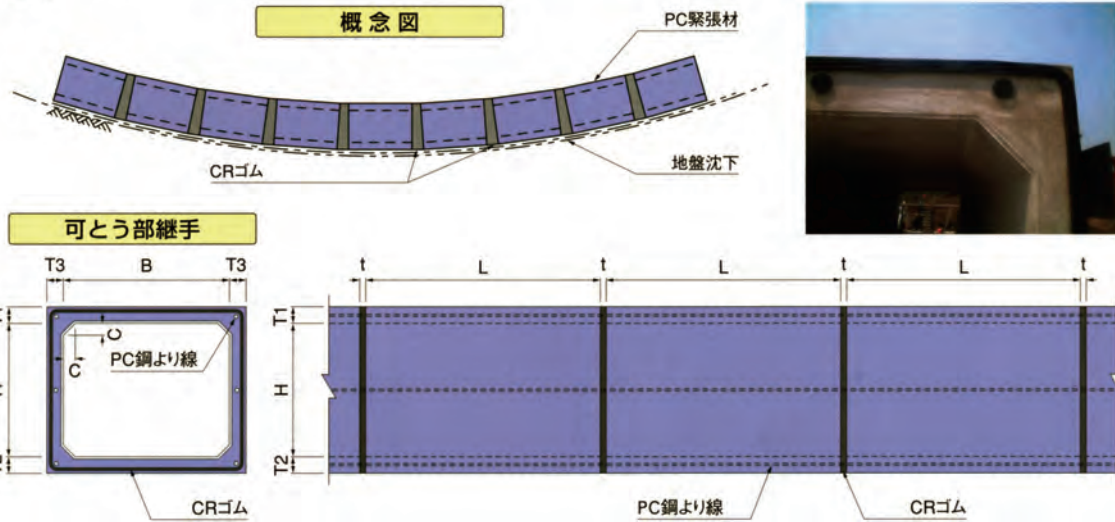 概念図
PC緊張材
CRゴム
地盤沈下
可とう部継手
T3 B T3
C
C
PC鋼より線
CRゴム
t L t L t L t
T1
H
T2
PC鋼より線
CRゴム